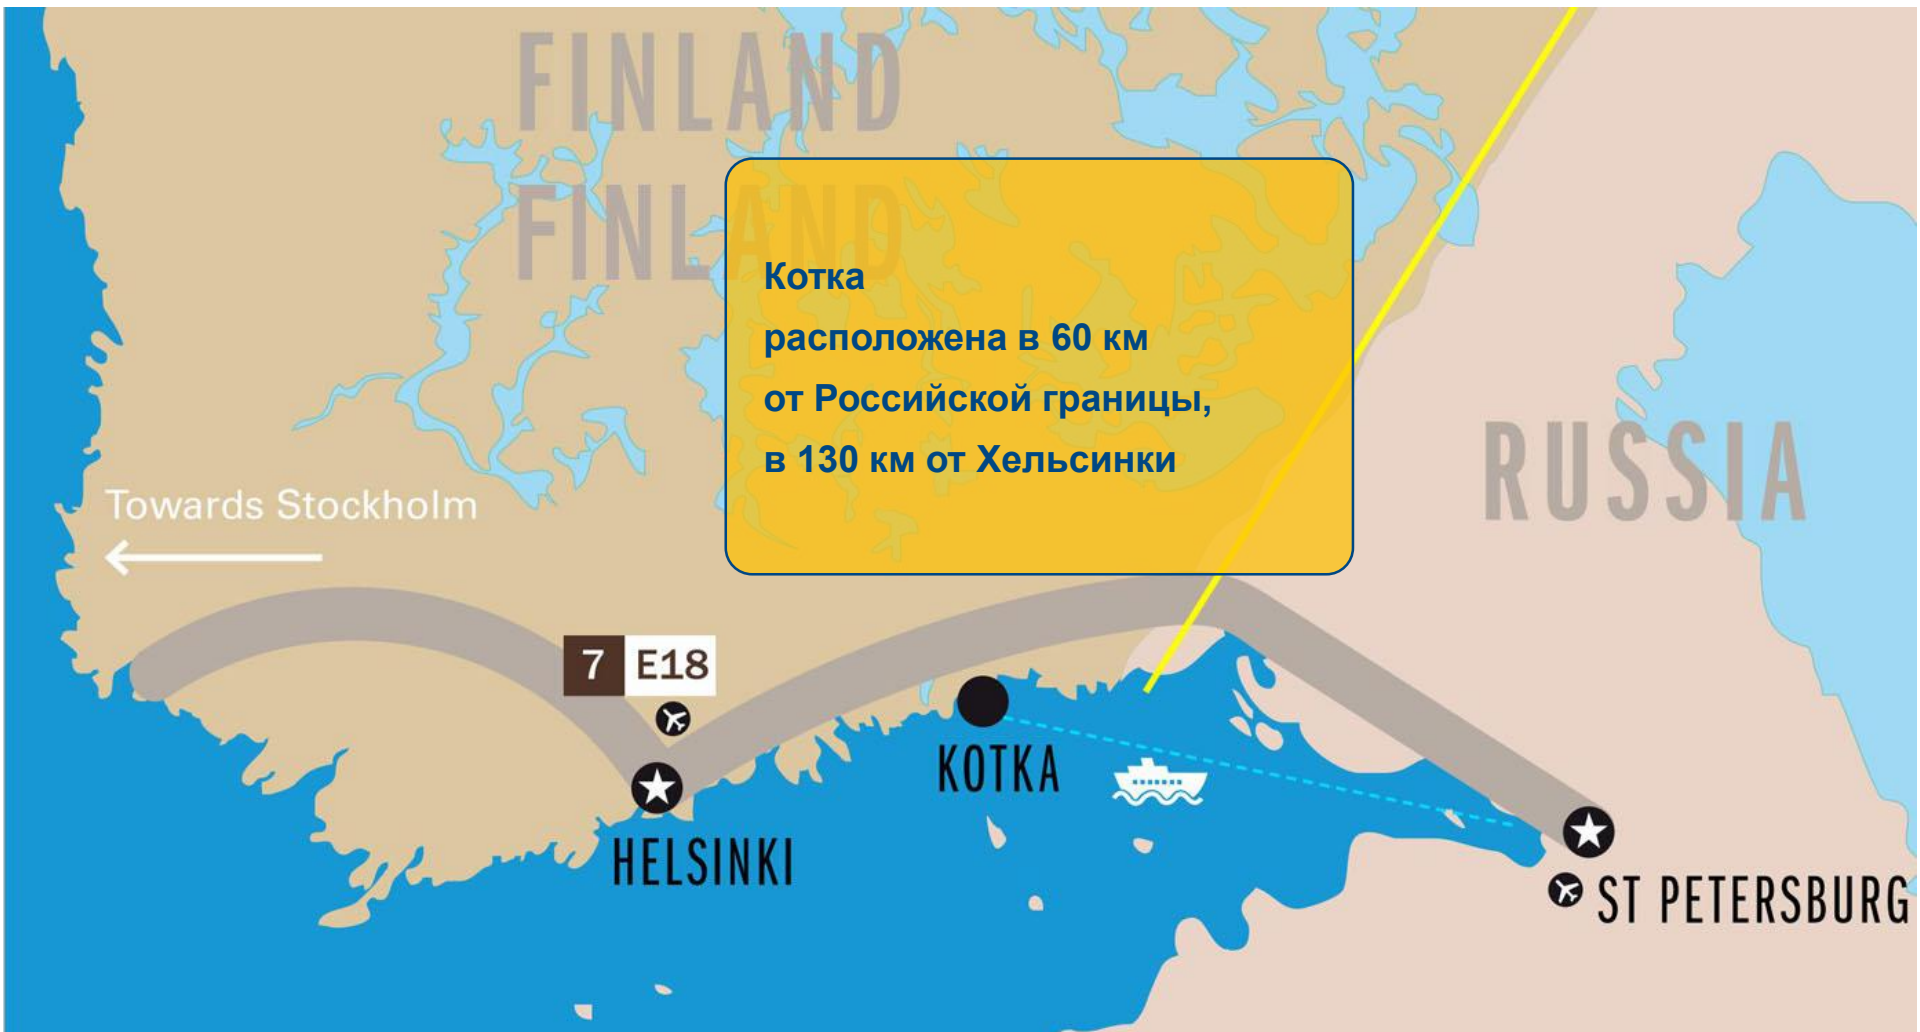 FINLAND
FINLAND
Котка
расположена в 60 км
от Российской границы,
в 130 км от Хельсинки
RUSSIA
Towards Stockholm
7 E18
KOTKA
HELSINKI
ST PETERSBURG